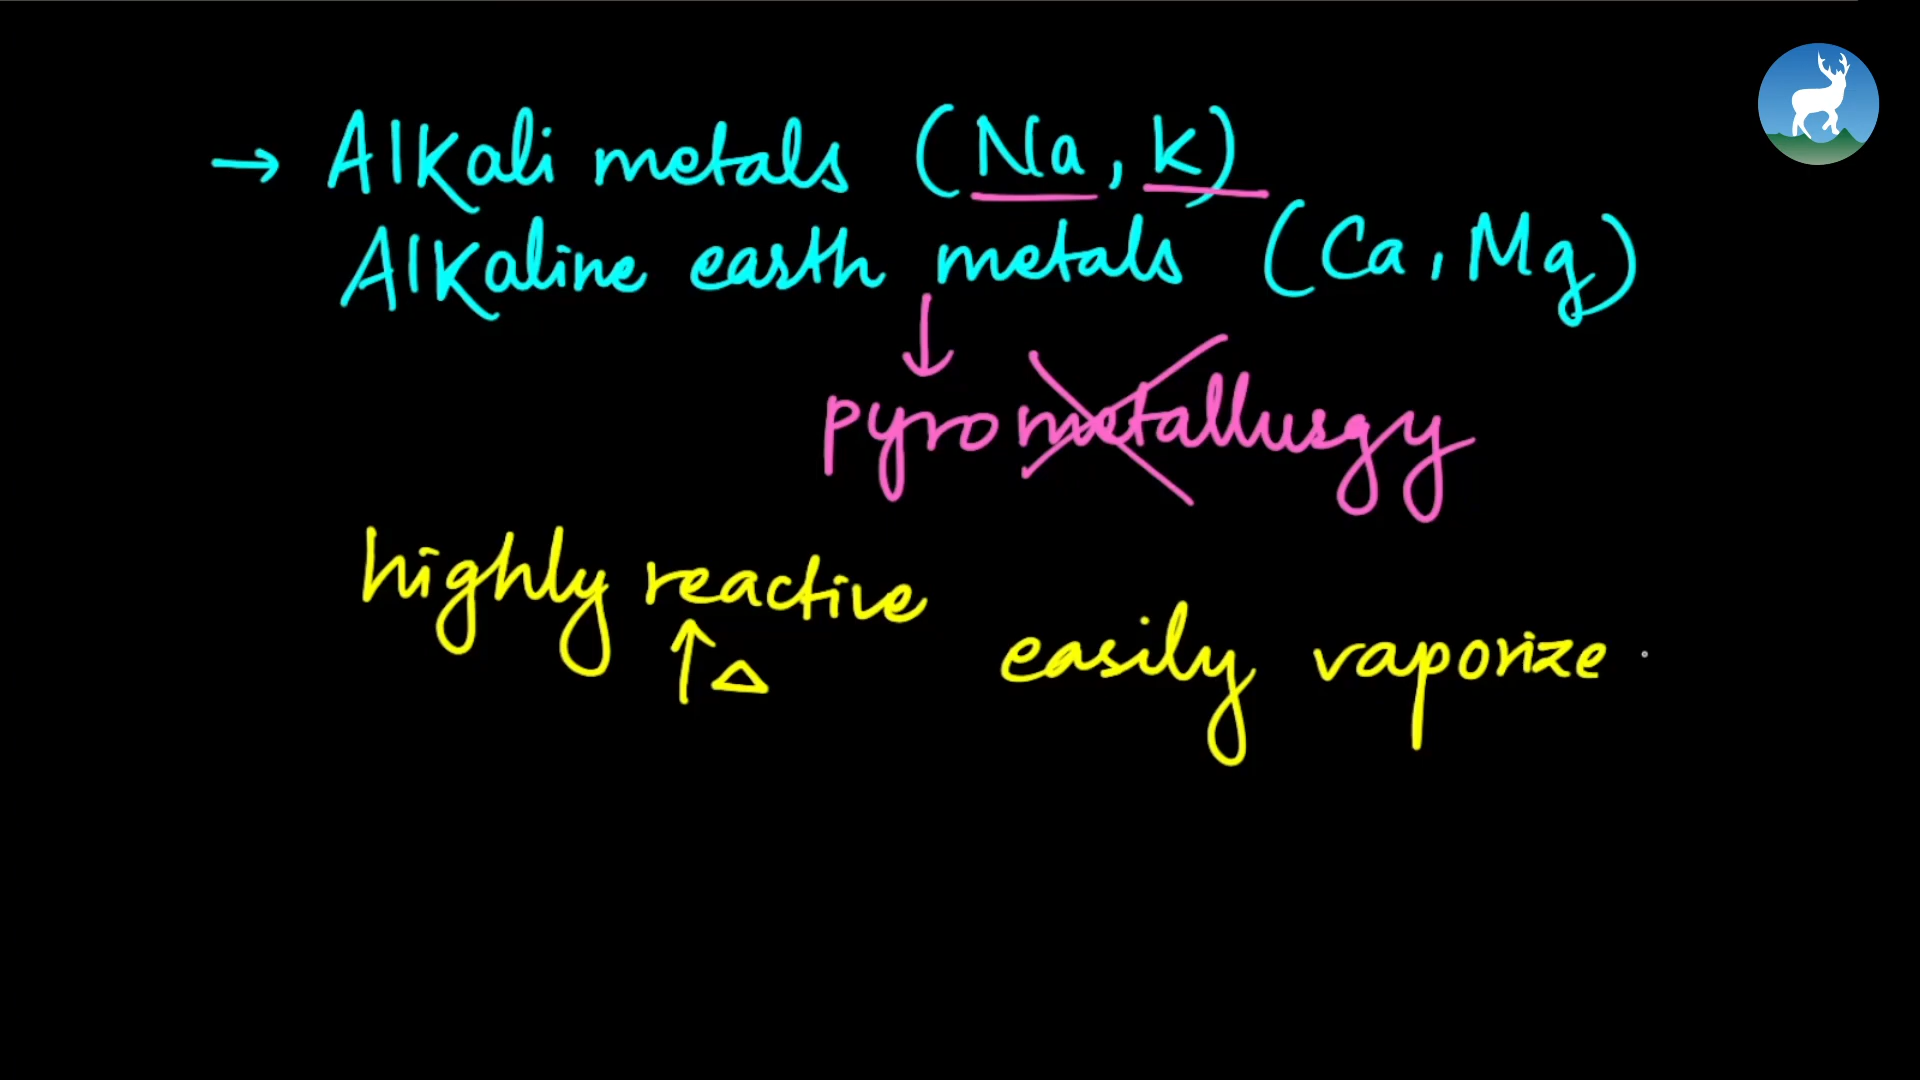 → Alkali metals (Na, K)
Alkaline earth metals (Ca, Mg)
↓
pyrometallurgy
highly reactive
easily vaporize
↑ Δ